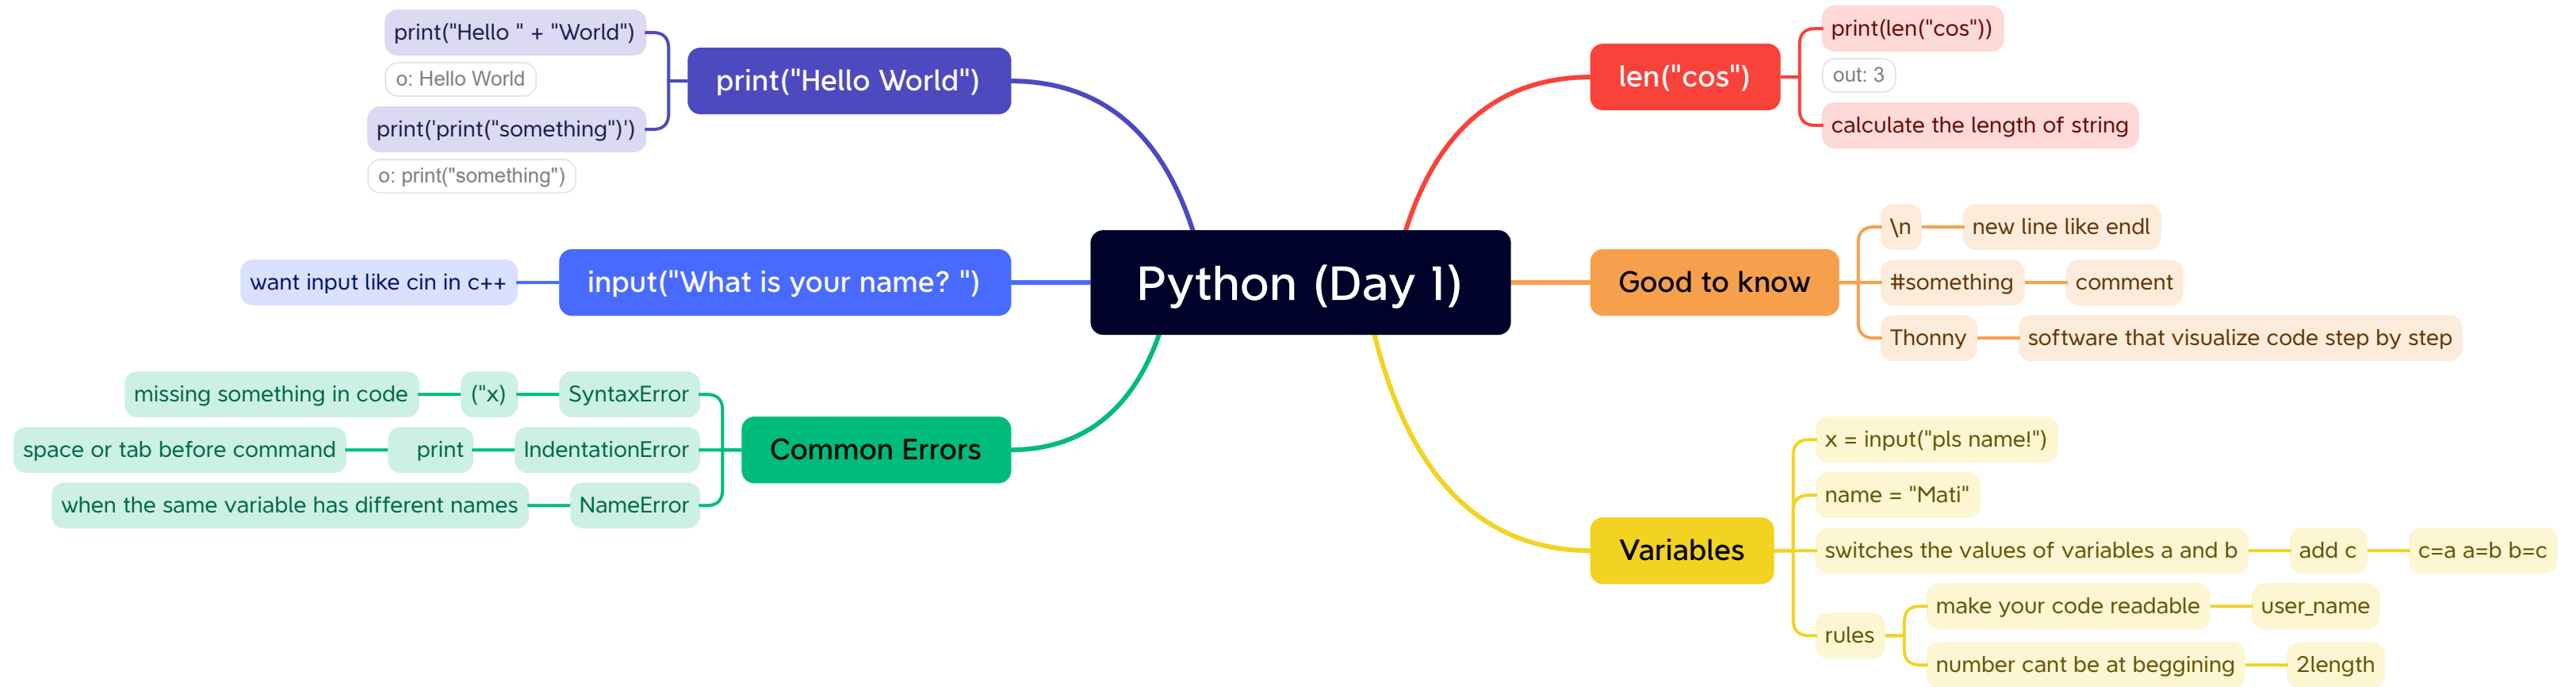 Python (Day 1)
print("Hello World")
print("Hello " + "World")
o: Hello World
print('print("something")')
o: print("something")
input("What is your name? ")
want input like cin in c++
Common Errors
SyntaxError
("x)
missing something in code
IndentationError
print
space or tab before command
NameError
when the same variable has different names
len("cos")
print(len("cos"))
out: 3
calculate the length of string
Good to know
\n
new line like endl
#something
comment
Thonny
software that visualize code step by step
Variables
x = input("pls name!")
name = "Mati"
switches the values of variables a and b
add c
c=a a=b b=c
rules
make your code readable
user_name
number cant be at beggining
2length